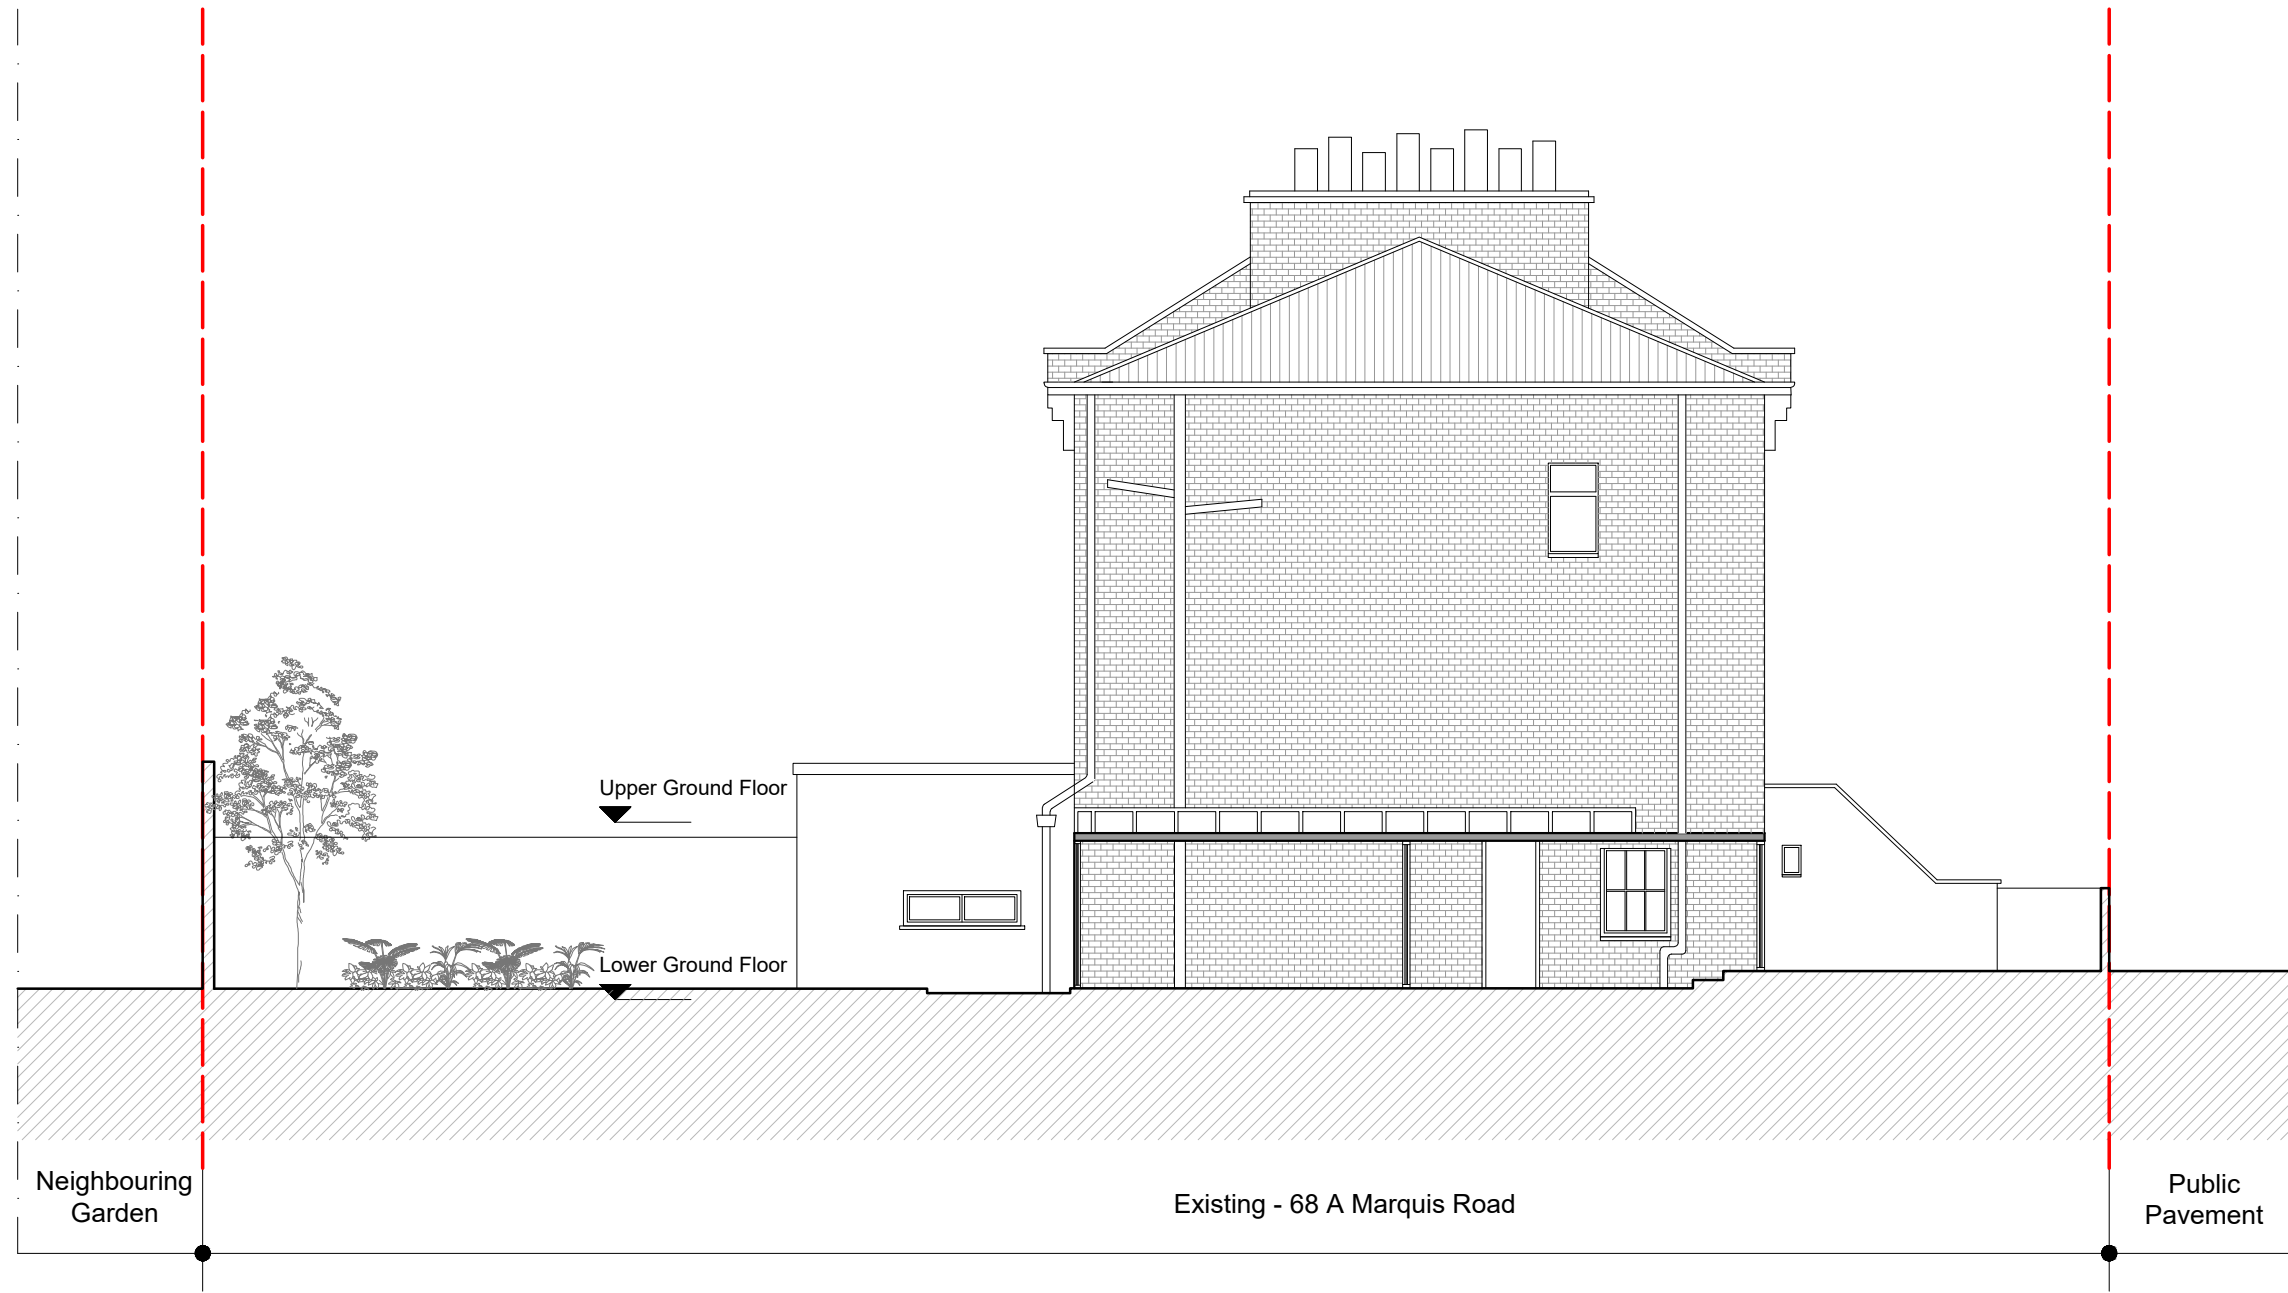 Upper Ground Floor
Lower Ground Floor
Neighbouring
Garden
Existing - 68 A Marquis Road
Public
Pavement